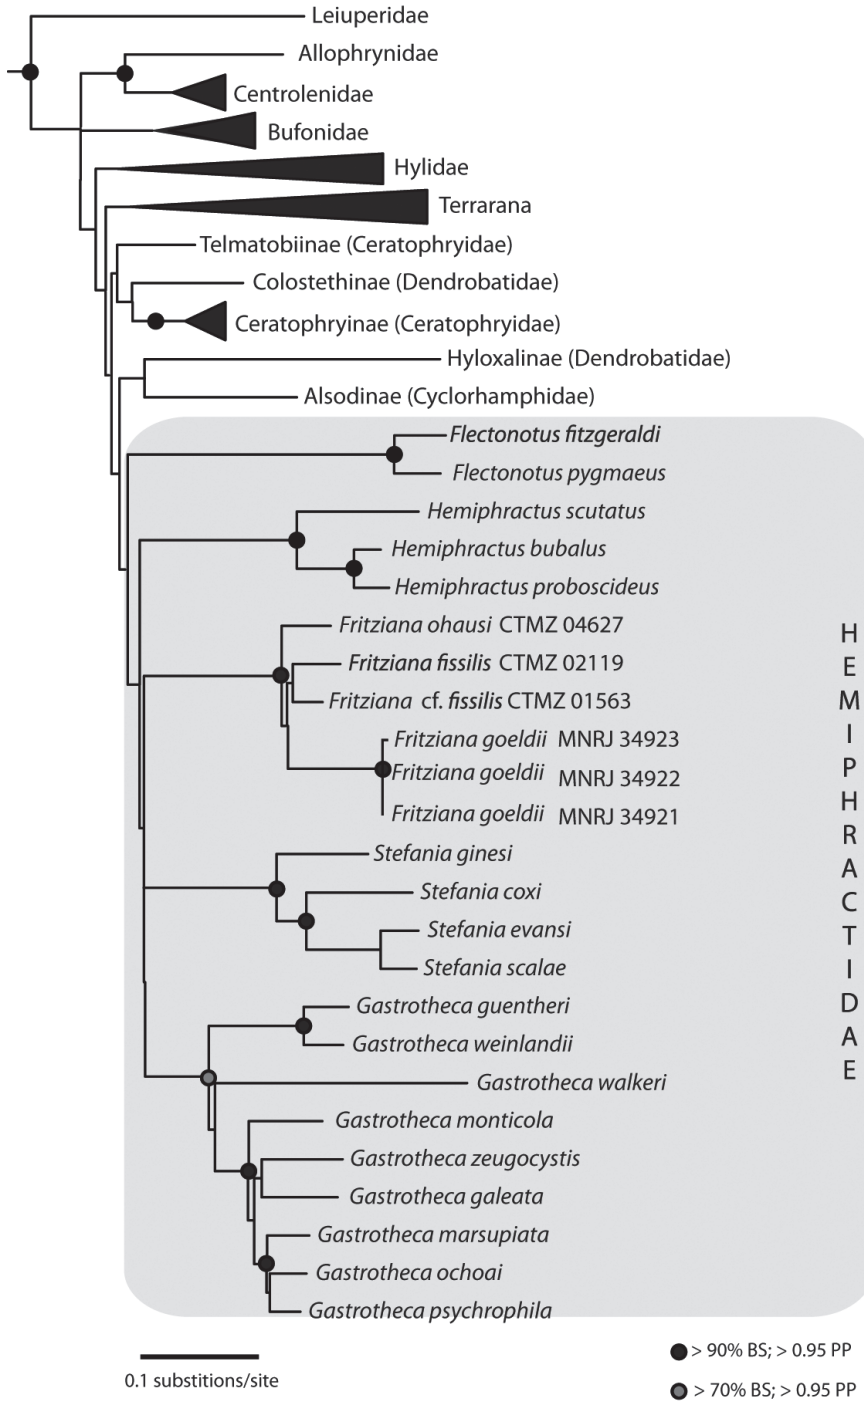 Leiuperidae
Allophrynidae
Centrolenidae
Bufonidae
Hylidae
Terrarana
Telmatobiinae (Ceratophryidae)
Colostethinae (Dendrobatidae)
Ceratophryinae (Ceratophryidae)
Hyloxalinae (Dendrobatidae)
Alsodinae (Cyclorhamphidae)
Flectonotus fitzgeraldi
Flectonotus pygmaeus
Hemiphractus scutatus
Hemiphractus bubalus
Hemiphractus proboscideus
Fritziana ohausi CTMZ 04627
Fritziana fissilis CTMZ 02119
Fritziana cf. fissilis CTMZ 01563
Fritziana goeldii MNRJ 34923
Fritziana goeldii MNRJ 34922
Fritziana goeldii MNRJ 34921
Stefania ginesi
Stefania coxi
Stefania evansi
Stefania scalae
Gastrotheca guentheri
Gastrotheca weinlandii
Gastrotheca walkeri
Gastrotheca monticola
Gastrotheca zeugocystis
Gastrotheca galeata
Gastrotheca marsupiata
Gastrotheca ochoai
Gastrotheca psychrophila
HEMIPHRACTIDAE
0.1 substitions/site
> 90% BS; > 0.95 PP
> 70% BS; > 0.95 PP